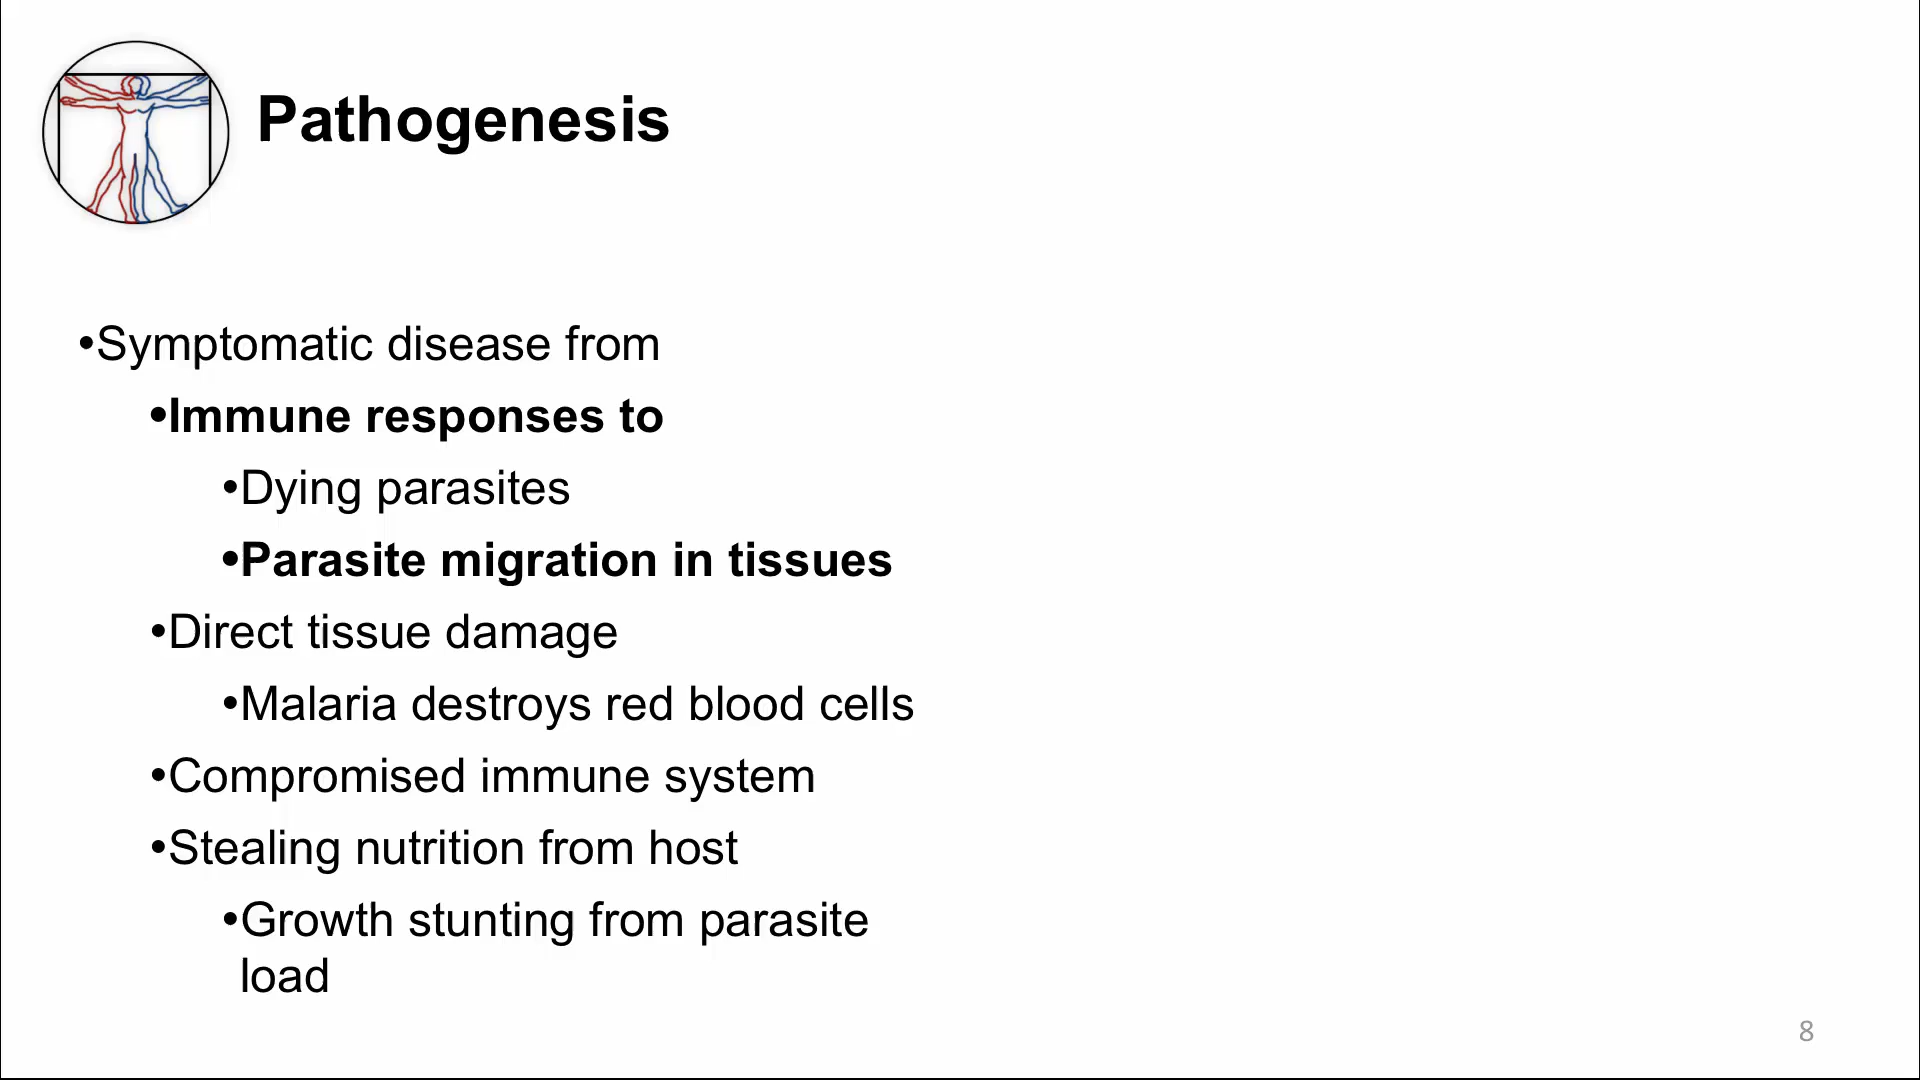 Pathogenesis
•Symptomatic disease from
•Immune responses to
•Dying parasites
•Parasite migration in tissues
•Direct tissue damage
•Malaria destroys red blood cells
•Compromised immune system
•Stealing nutrition from host
•Growth stunting from parasite
load
8